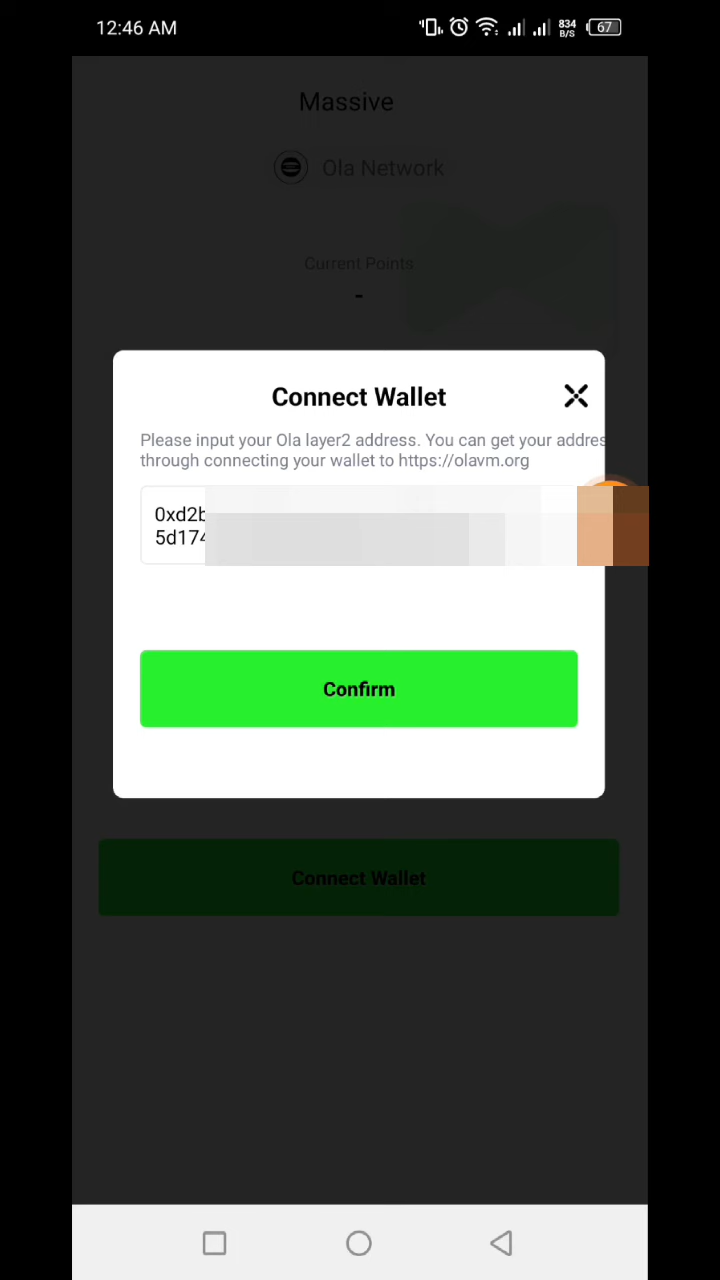 12:46 AM
834
B/S
67
Massive
Ola Network
Current Points
-
Connect Wallet
Please input your Ola layer2 address. You can get your addres
through connecting your wallet to https://olavm.org
0xd2b
5d174
Confirm
Connect Wallet